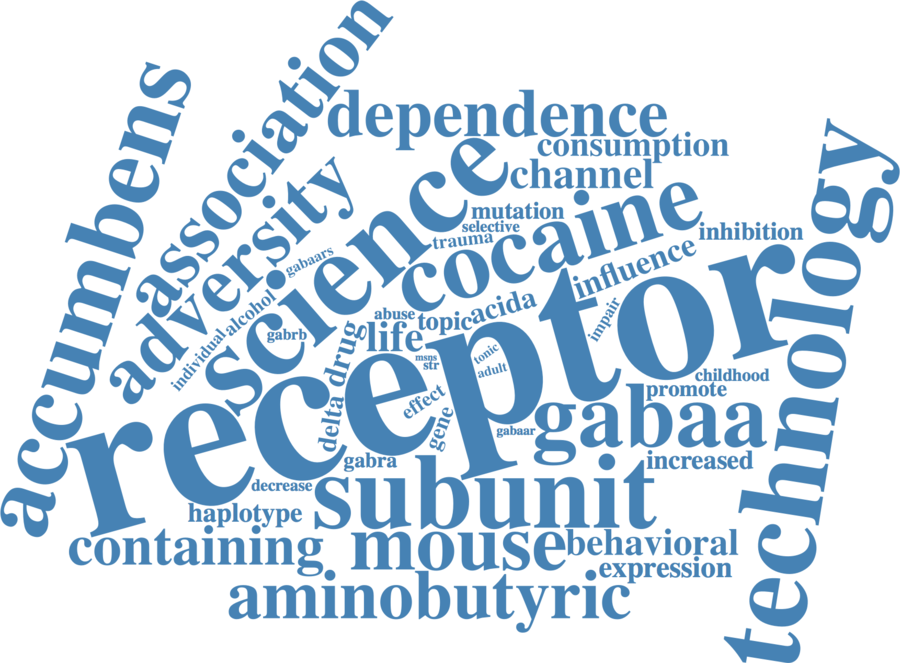 association
accumbens
dependence
consumption
technology
science
channel
adversity
cocaine
mutation
selective
trauma
inhibition
gabaars
influence
receptor
acida
alcohol
individual
abuse
topic
impair
gabrb
life
drug
msns
str
tonic
adult
childhood
promote
effect
delta
gene
gabaar
gabaa
gabra
increased
subunit
decrease
haplotype
containing
mouse
behavioral
expression
aminobutyric